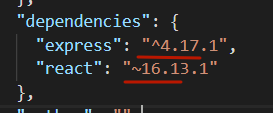 },
"dependencies": {
"express": "^4.17.1",
"react": "~16.13.1"
},